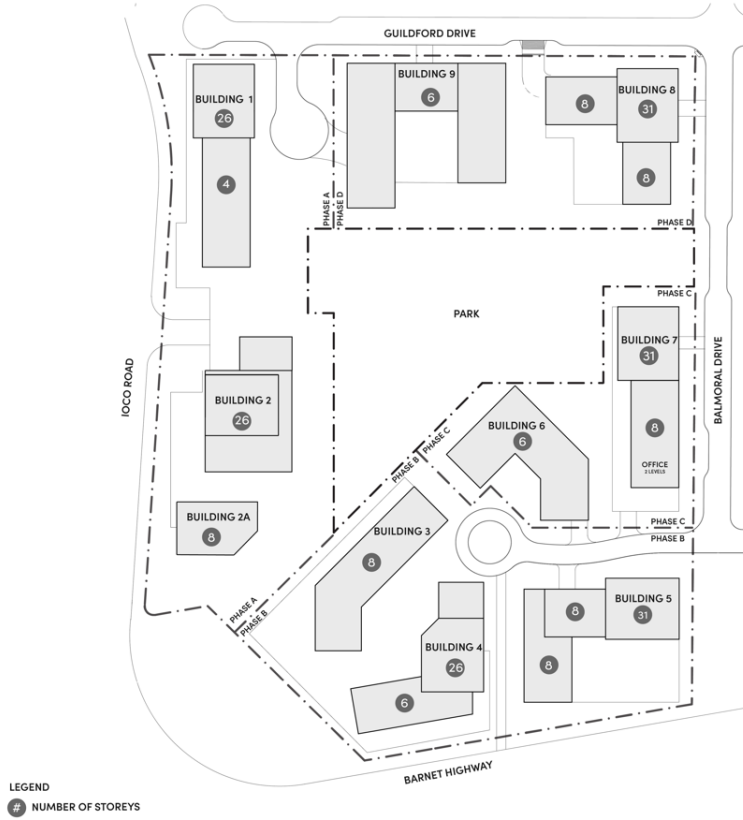 GUILDFORD DRIVE
BUILDING 1
26
4
BUILDING 9
6
8
BUILDING 8
31
8
PHASE A
PHASE D
PHASE D
PARK
PHASE C
IOCO ROAD
BUILDING 2
26
BUILDING 7
31
8
OFFICE
2 LEVELS
BALMORAL DRIVE
BUILDING 6
6
PHASE B
PHASE C
BUILDING 2A
8
BUILDING 3
8
PHASE C
PHASE B
PHASE A
PHASE B
BUILDING 4
26
6
8
BUILDING 5
31
8
BARNET HIGHWAY
LEGEND
# NUMBER OF STOREYS